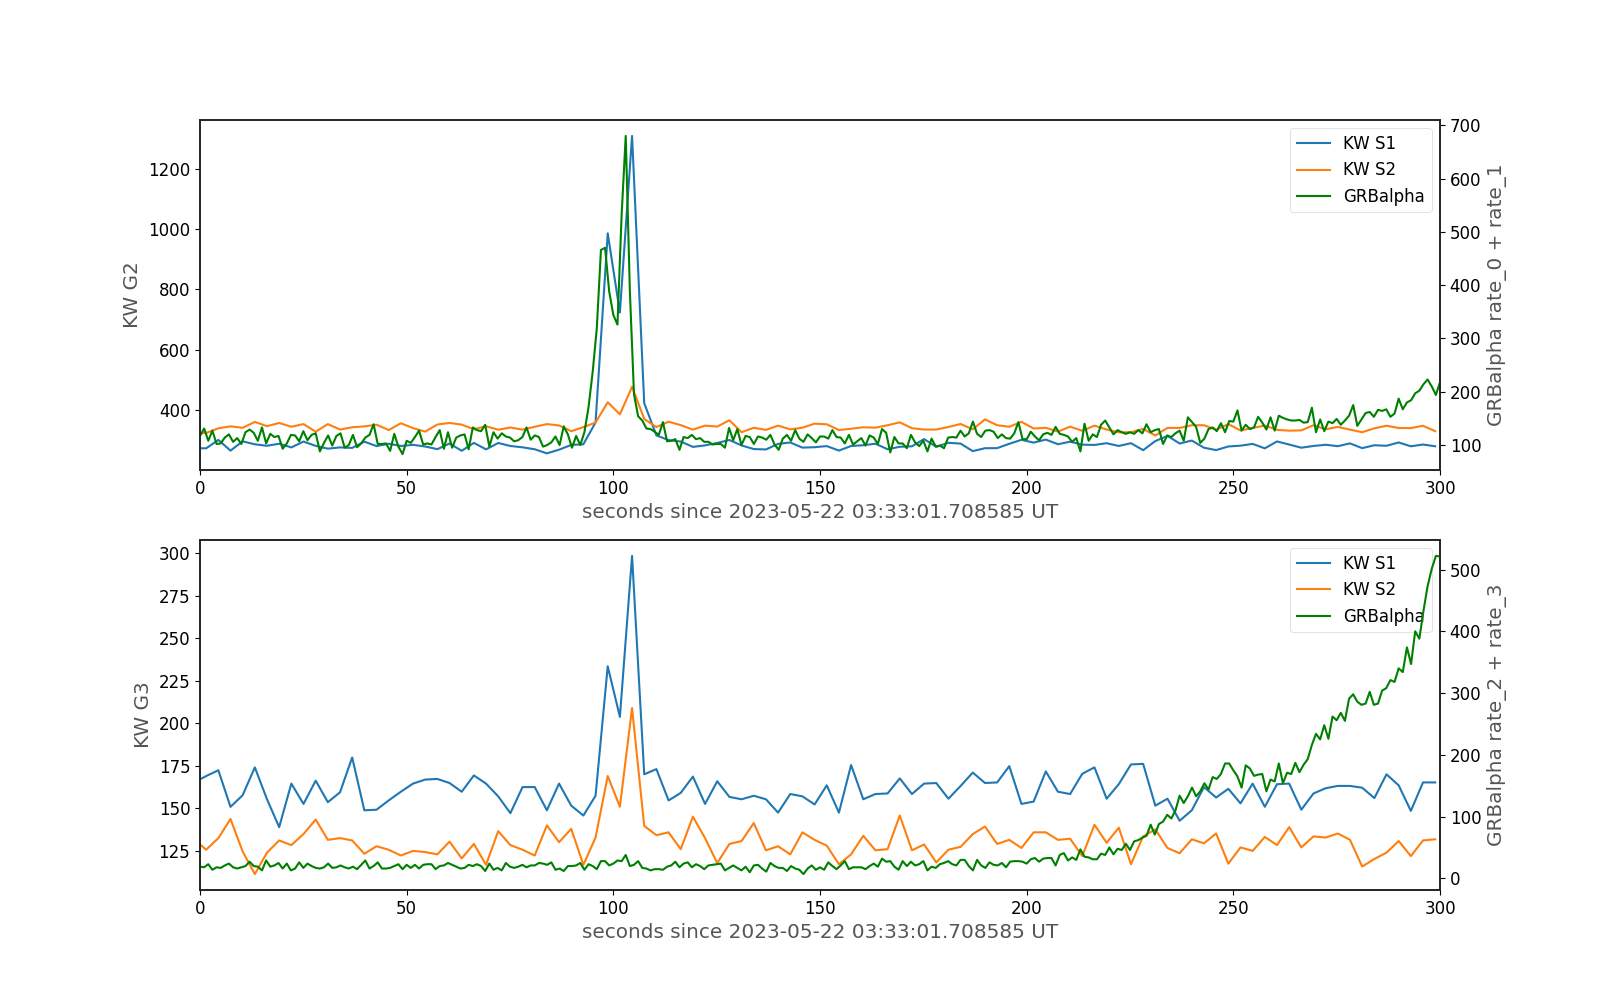 700
KW S1
KW S2
GRBalpha
1200
600
1000
500
800
400
600
300
400
200
100
KW G2
GRBalpha rate_0 + rate_1
0 50 100 150 200 250 300
seconds since 2023-05-22 03:33:01.708585 UT
300
KW S1
KW S2
GRBalpha
500
275
250
400
225
300
200
175
200
150
100
125
0
KW G3
GRBalpha rate_2 + rate_3
0 50 100 150 200 250 300
seconds since 2023-05-22 03:33:01.708585 UT